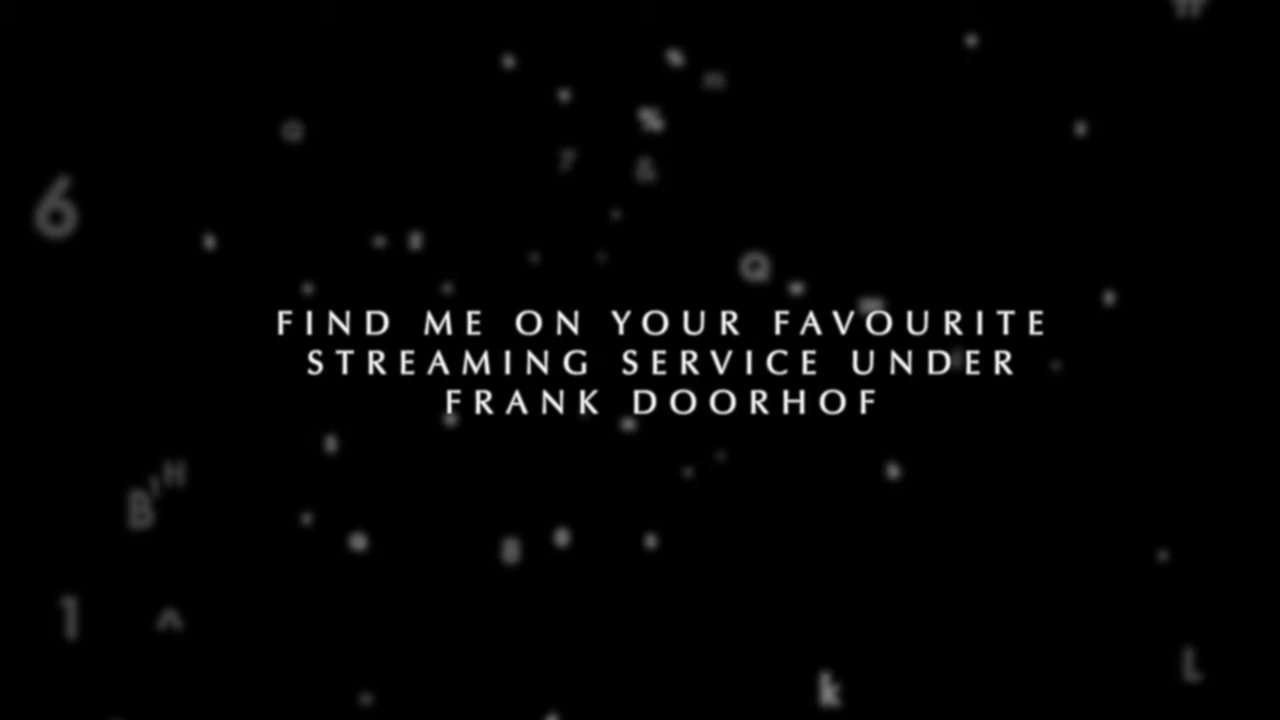 FIND ME ON YOUR FAVOURITE
STREAMING SERVICE UNDER
FRANK DOORHOF